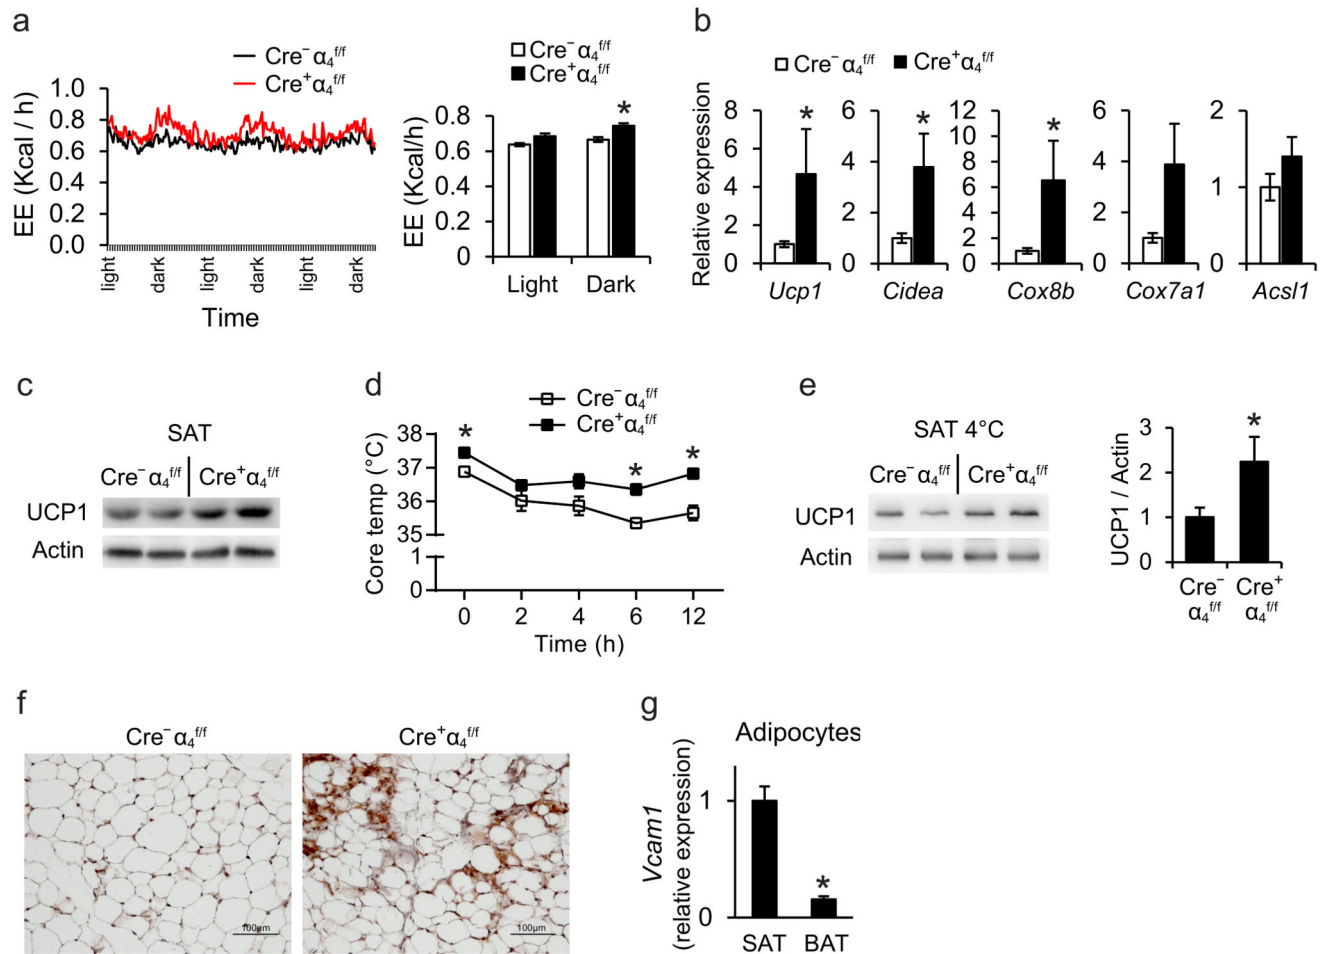 a
Cre⁻ α₄ᶠ/ᶠ
Cre⁺α₄ᶠ/ᶠ
EE (Kcal / h)
1.0
0.8
0.6
0.4
0.2
0.0
light
dark
light
dark
light
dark
Time
Cre⁻ α₄ᶠ/ᶠ
Cre⁺α₄ᶠ/ᶠ
EE (Kcal/h)
0.8
0.6
0.4
0.2
0
*
Light Dark
b
Cre⁻ α₄ᶠ/ᶠ Cre⁺α₄ᶠ/ᶠ
Relative expression
8
6
4
2
0
*
Ucp1
6
4
2
0
*
Cidea
12
10
8
6
4
2
0
*
Cox8b
6
4
2
0
Cox7a1
2
1
0
Acsl1
c
SAT
Cre⁻ α₄ᶠ/ᶠ Cre⁺α₄ᶠ/ᶠ
UCP1
Actin
d
Cre⁻ α₄ᶠ/ᶠ
Cre⁺α₄ᶠ/ᶠ
Core temp (°C)
38
37
36
35
1
0
* * *
0 2 4 6 12
Time (h)
e
SAT 4°C
Cre⁻ α₄ᶠ/ᶠ Cre⁺α₄ᶠ/ᶠ
UCP1
Actin
UCP1 / Actin
3
2
1
0
*
Cre⁻ Cre⁺
α₄ᶠ/ᶠ α₄ᶠ/ᶠ
f
Cre⁻ α₄ᶠ/ᶠ Cre⁺ α₄ᶠ/ᶠ
100µm 100µm
g
Adipocytes
Vcam1
(relative expression)
1
0
*
SAT BAT